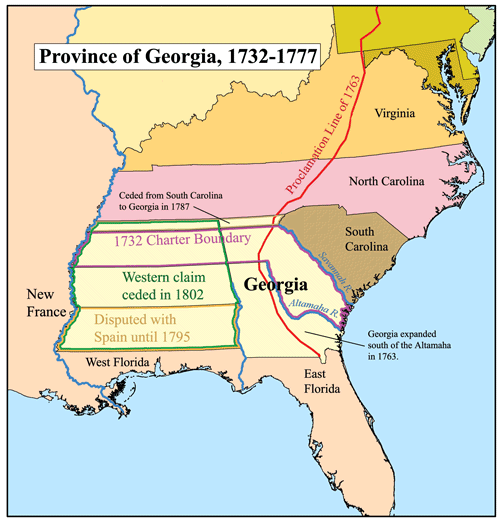 Province of Georgia, 1732-1777
Proclamation Line of 1763
Virginia
North Carolina
Ceded from South Carolina
to Georgia in 1787
South
Carolina
1732 Charter Boundary
Savannah R.
Western claim
ceded in 1802
Georgia
Altamaha R.
New
France
Disputed with
Spain until 1795
Georgia expanded
south of the Altamaha
in 1763.
West Florida
East
Florida